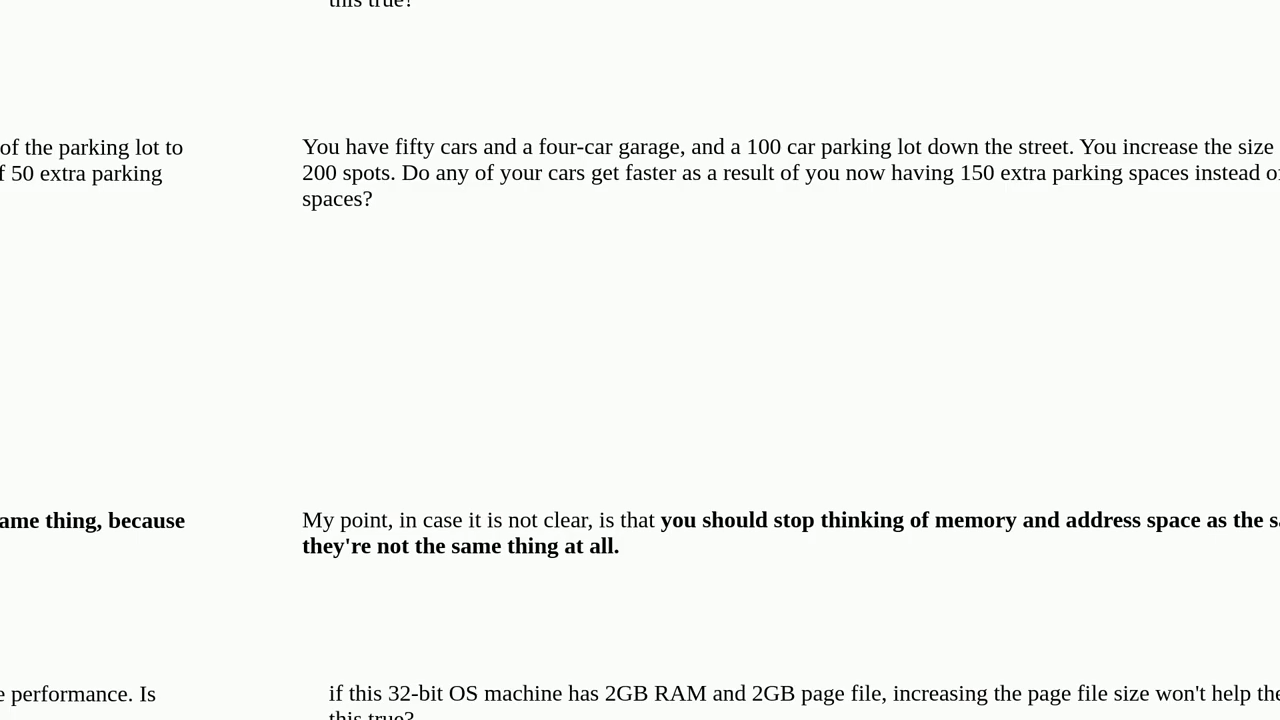 this true?
of the parking lot to
f 50 extra parking
You have fifty cars and a four-car garage, and a 100 car parking lot down the street. You increase the size
200 spots. Do any of your cars get faster as a result of you now having 150 extra parking spaces instead of
spaces?
ame thing, because
My point, in case it is not clear, is that you should stop thinking of memory and address space as the sa
they're not the same thing at all.
e performance. Is
if this 32-bit OS machine has 2GB RAM and 2GB page file, increasing the page file size won't help the
this true?